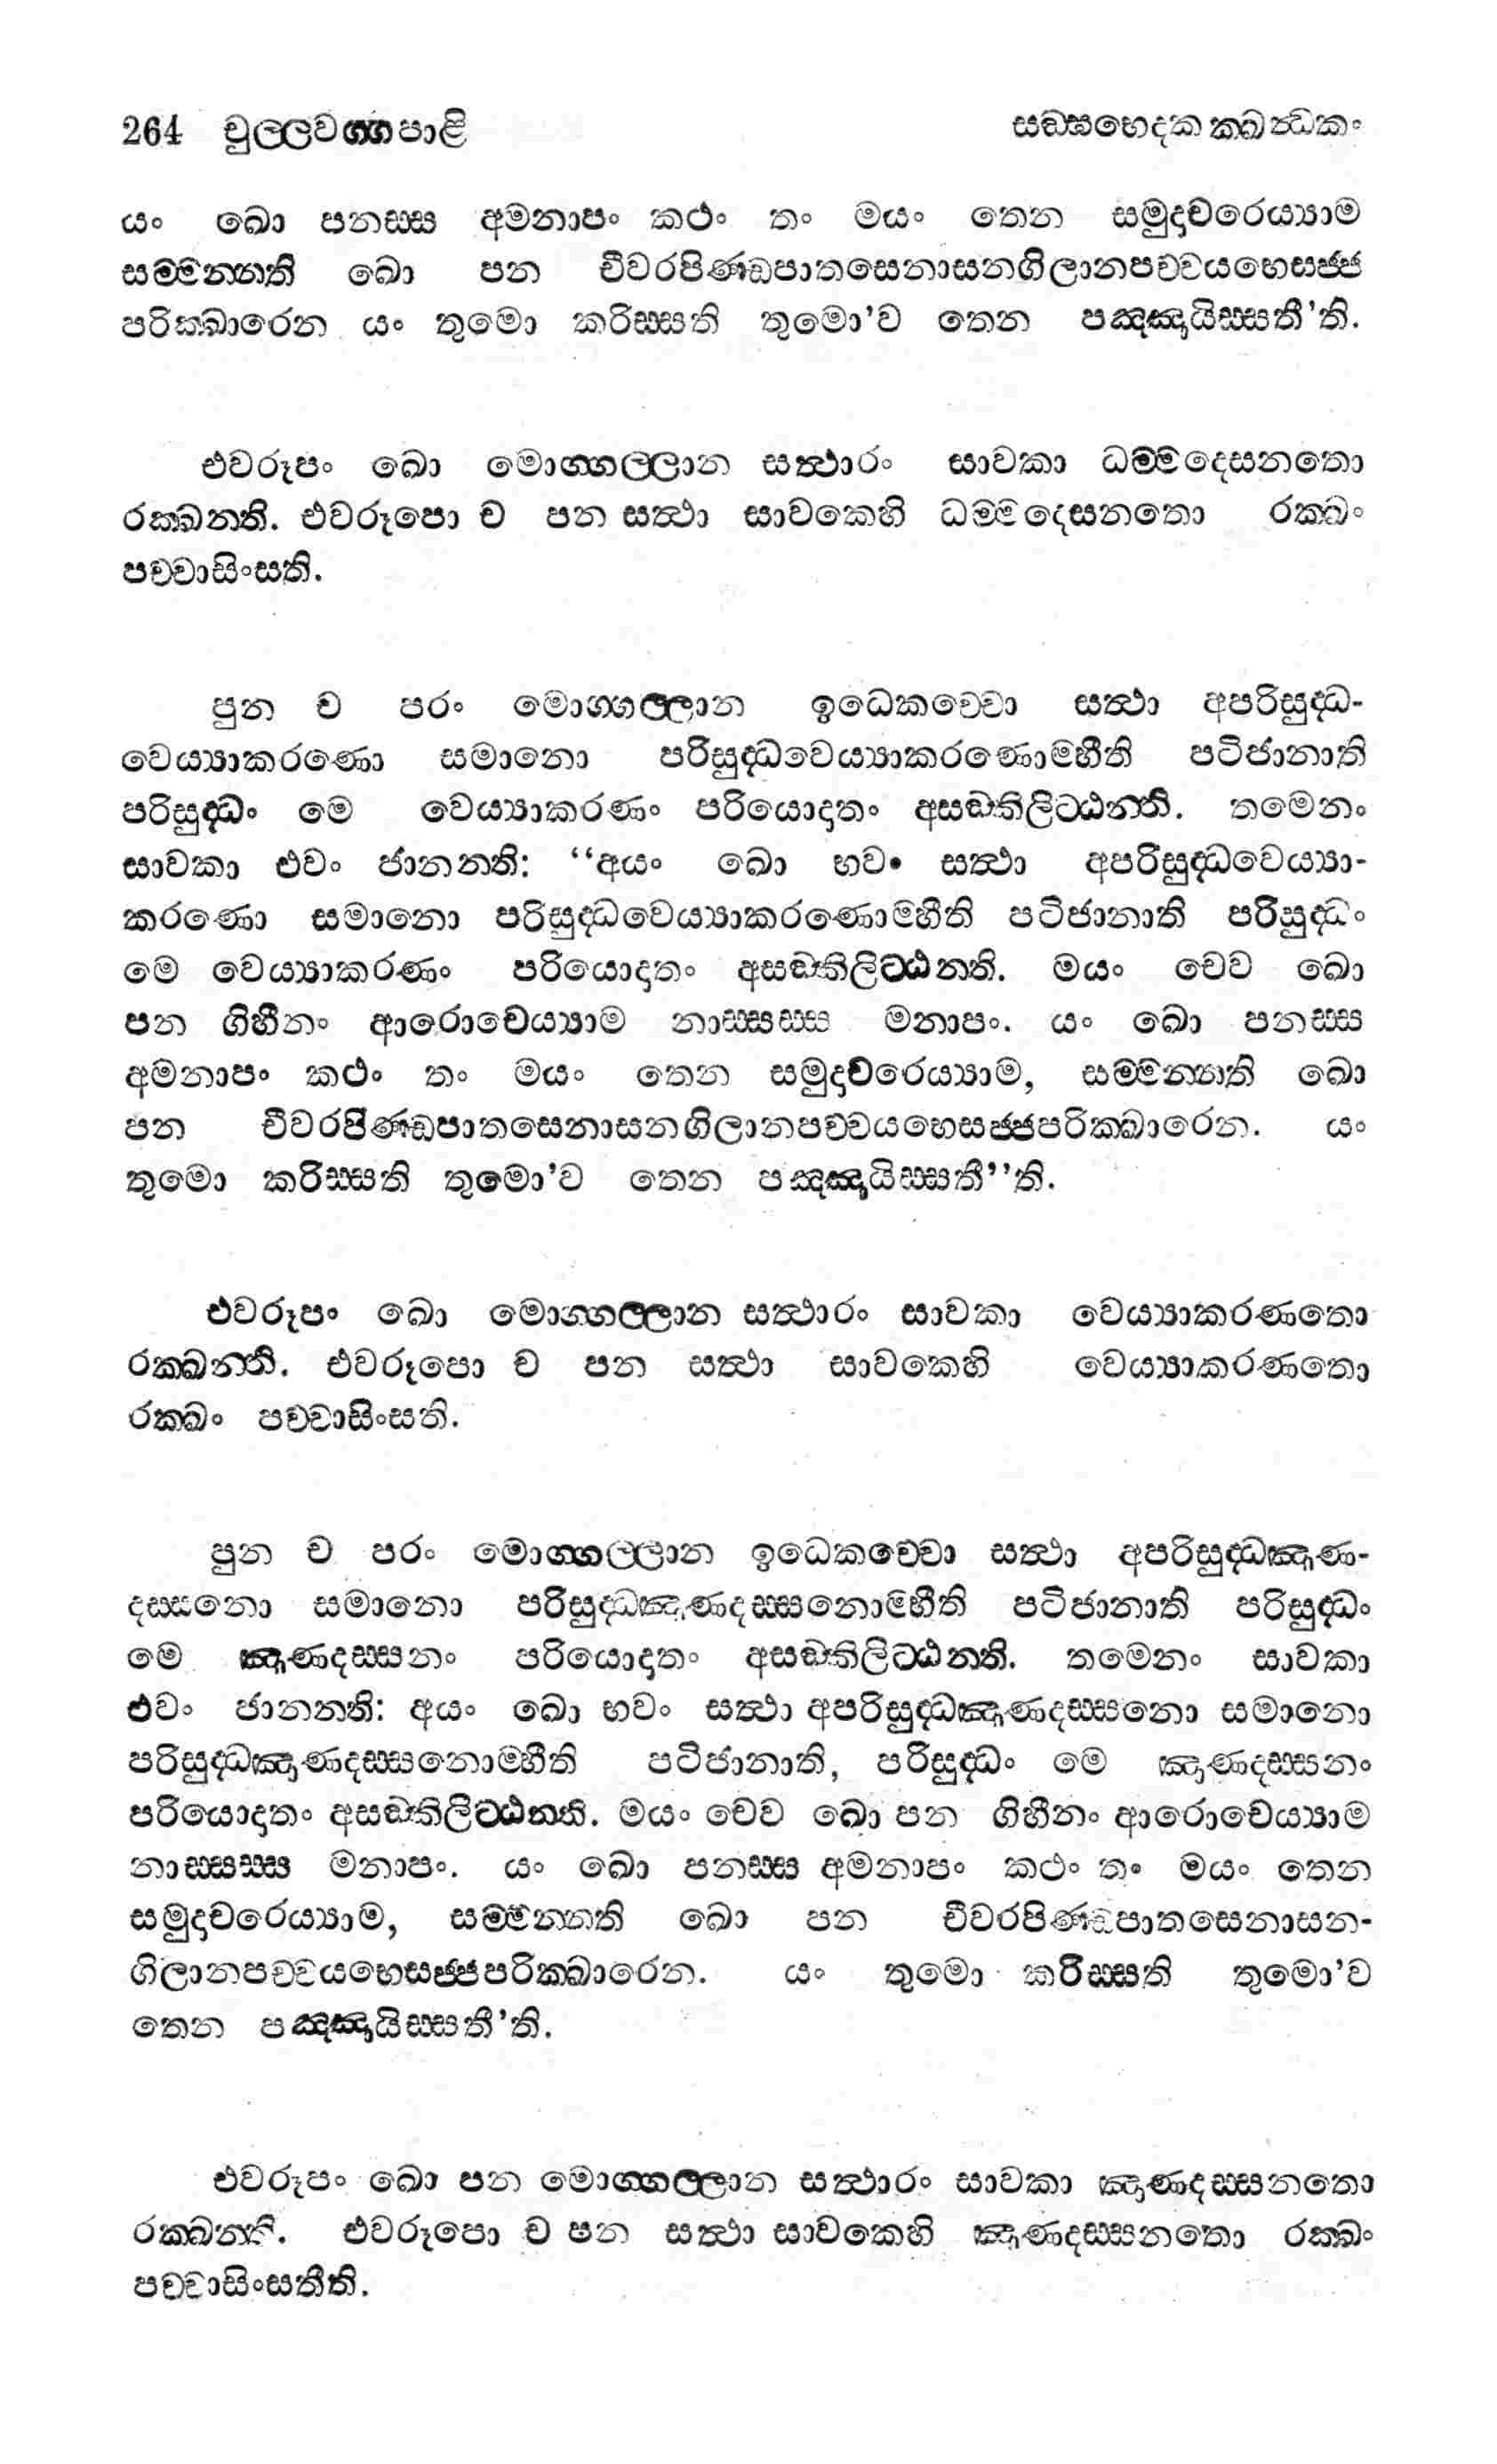 264 චුල්ලවග්ගපාළි සඞ්ඝභෙදකක්ඛන්ධකං
යං ඛො පනස්ස අමනාපං කථං තං මයං තෙන සමුදාචරෙය්‍යාම
සම්මන්නති ඛො පන චීවරපිණ්ඩපාතසෙනාසනගිලානපච්චයභෙසජ්ජ
පරික්ඛාරෙන යං තුමො කරිස්සති තුමො'ව තෙන පඤ්ඤායිස්සතී'ති.
එවරූපං ඛො මොග්ගල්ලාන සත්ථාරං සාවකා ධම්මදෙසනතො
රක්ඛන්ති. එවරූපො ච පන සත්ථා සාවකෙහි ධම්මදෙසනතො රක්ඛං
පච්චාසිංසති.
පුන ච පරං මොග්ගල්ලාන ඉධෙකච්චො සත්ථා අපරිසුද්ධ-
වෙය්‍යාකරණො සමානො පරිසුද්ධවෙය්‍යාකරණොම්හීති පටිජානාති
පරිසුද්ධං මෙ වෙය්‍යාකරණං පරියොදාතං අසඞ්කිලිට්ඨන්ති. තමෙනං
සාවකා එවං ජානන්ති: “අයං ඛො භවං සත්ථා අපරිසුද්ධවෙය්‍යා-
කරණො සමානො පරිසුද්ධවෙය්‍යාකරණොම්හීති පටිජානාති පරිසුද්ධං
මෙ වෙය්‍යාකරණං පරියොදාතං අසඞ්කිලිට්ඨන්ති. මයං චෙව ඛො
පන ගිහීනං ආරොචෙය්‍යාම නාස්සස්ස මනාපං. යං ඛො පනස්ස
අමනාපං කථං තං මයං තෙන සමුදාචරෙය්‍යාම, සම්මන්‍යාති ඛො
පන චීවරපිණ්ඩපාතසෙනාසනගිලානපච්චයභෙසජ්ජපරික්ඛාරෙන. යං
තුමො කරිස්සති තුමො'ව තෙන පඤ්ඤායිස්සතී”ති.
එවරූපං ඛො මොග්ගල්ලාන සත්ථාරං සාවකා වෙය්‍යාකරණතො
රක්ඛන්ති. එවරූපො ච පන සත්ථා සාවකෙහි වෙය්‍යාකරණතො
රක්ඛං පච්චාසිංසති.
පුන ච පරං මොග්ගල්ලාන ඉධෙකච්චො සත්ථා අපරිසුද්ධඤාණ-
දස්සනො සමානො පරිසුද්ධඤාණදස්සනොම්හීති පටිජානාති පරිසුද්ධං
මෙ ඤාණදස්සනං පරියොදාතං අසඞ්කිලිට්ඨන්ති. තමෙනං සාවකා
එවං ජානන්ති: අයං ඛො භවං සත්ථා අපරිසුද්ධඤාණදස්සනො සමානො
පරිසුද්ධඤාණදස්සනොම්හීති පටිජානාති, පරිසුද්ධං මෙ ඤාණදස්සනං
පරියොදාතං අසඞ්කිලිට්ඨන්ති. මයං චෙව ඛො පන ගිහීනං ආරොචෙය්‍යාම
නාස්සස්ස මනාපං. යං ඛො පනස්ස අමනාපං කථං තං මයං තෙන
සමුදාචරෙය්‍යාම, සම්මන්නති ඛො පන චීවරපිණ්ඩපාතසෙනාසන-
ගිලානපච්චයභෙසජ්ජපරික්ඛාරෙන. යං තුමො කරිස්සති තුමො'ව
තෙන පඤ්ඤායිස්සතී'ති.
එවරූපං ඛො පන මොග්ගල්ලාන සත්ථාරං සාවකා ඤාණදස්සනතො
රක්ඛන්ති. එවරූපො ච පන සත්ථා සාවකෙහි ඤාණදස්සනතො රක්ඛං
පච්චාසිංසතීති.